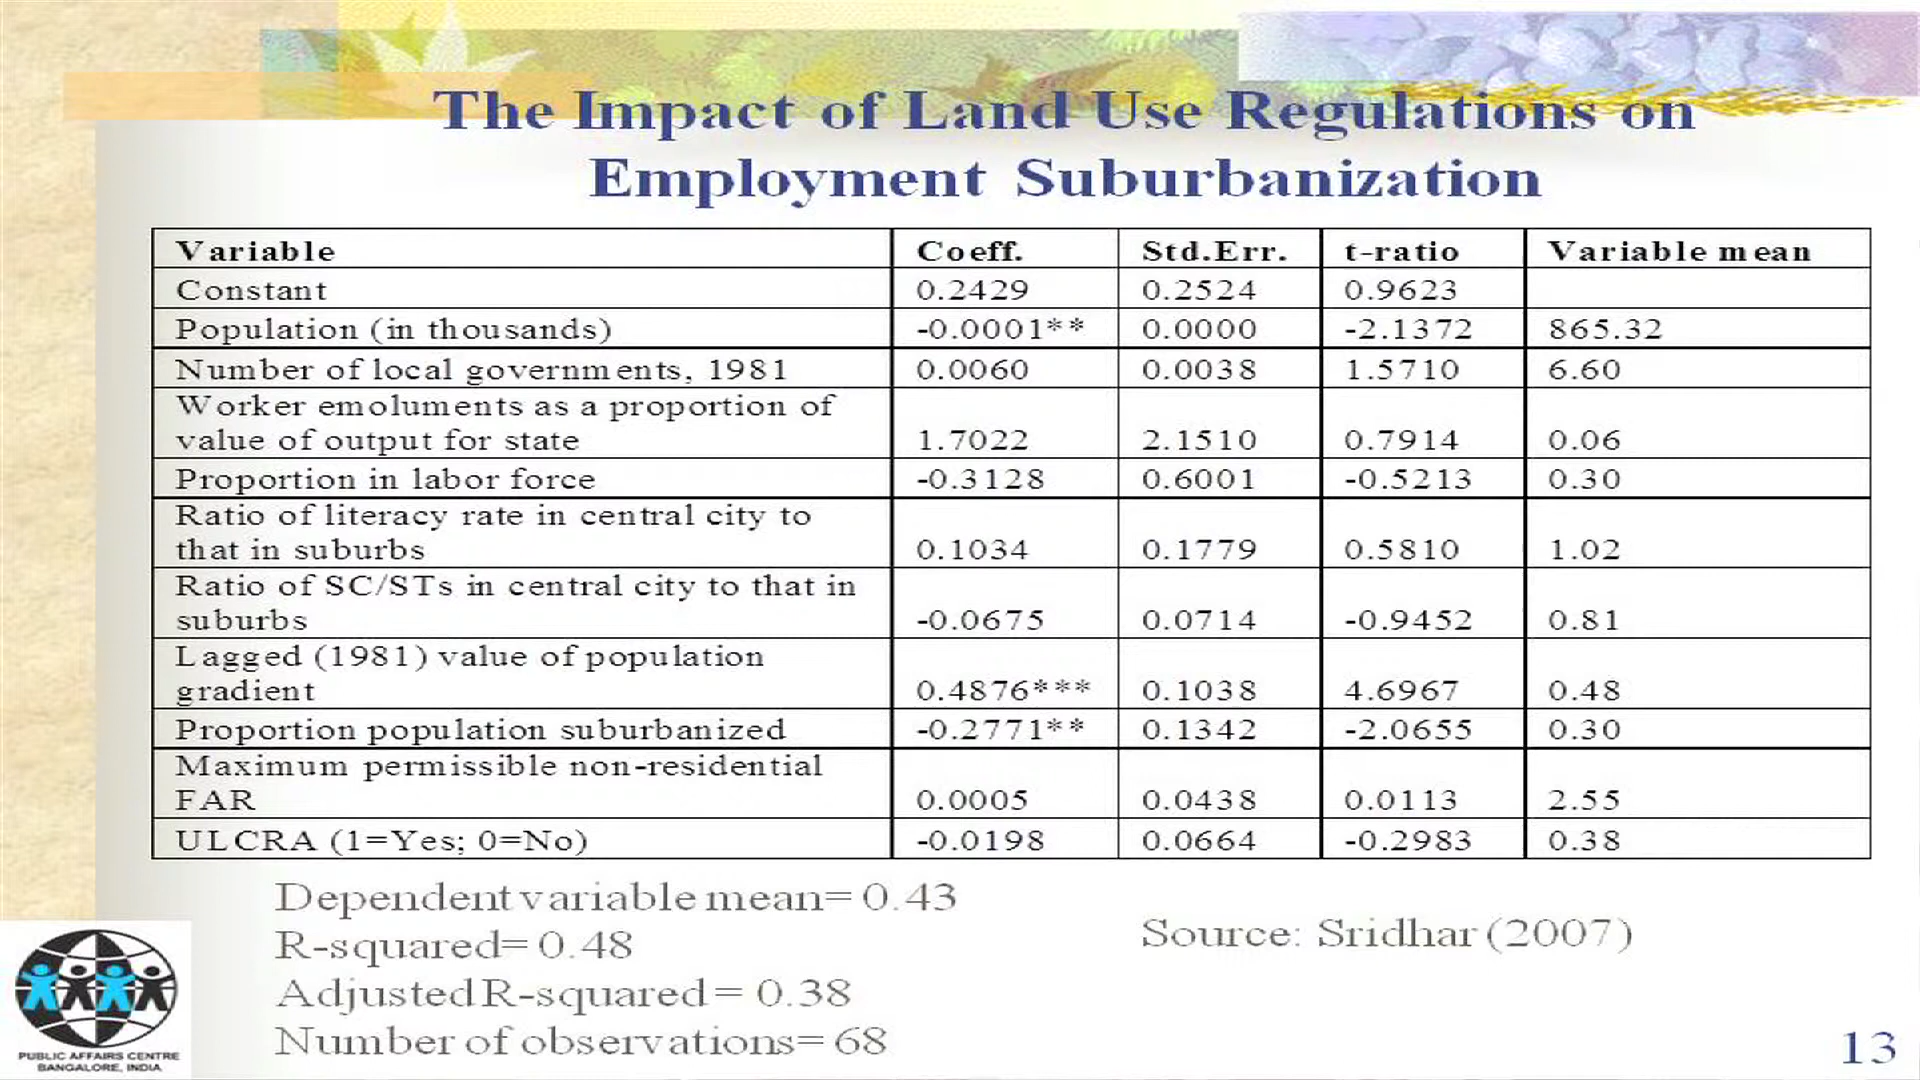 The Impact of Land Use Regulations on
Employment Suburbanization
Variable Coeff. Std.Err. t-ratio Variable mean
Constant 0.2429 0.2524 0.9623
Population (in thousands) -0.0001** 0.0000 -2.1372 865.32
Number of local governments, 1981 0.0060 0.0038 1.5710 6.60
Worker emoluments as a proportion of
value of output for state 1.7022 2.1510 0.7914 0.06
Proportion in labor force -0.3128 0.6001 -0.5213 0.30
Ratio of literacy rate in central city to
that in suburbs 0.1034 0.1779 0.5810 1.02
Ratio of SC/STs in central city to that in
suburbs -0.0675 0.0714 -0.9452 0.81
Lagged (1981) value of population
gradient 0.4876*** 0.1038 4.6967 0.48
Proportion population suburbanized -0.2771** 0.1342 -2.0655 0.30
Maximum permissible non-residential
FAR 0.0005 0.0438 0.0113 2.55
ULCRA (1=Yes; 0=No) -0.0198 0.0664 -0.2983 0.38
Dependent variable mean= 0.43
R-squared= 0.48
Adjusted R-squared= 0.38
Number of observations= 68
Source: Sridhar (2007)
PUBLIC AFFAIRS CENTRE
BANGALORE, INDIA
13